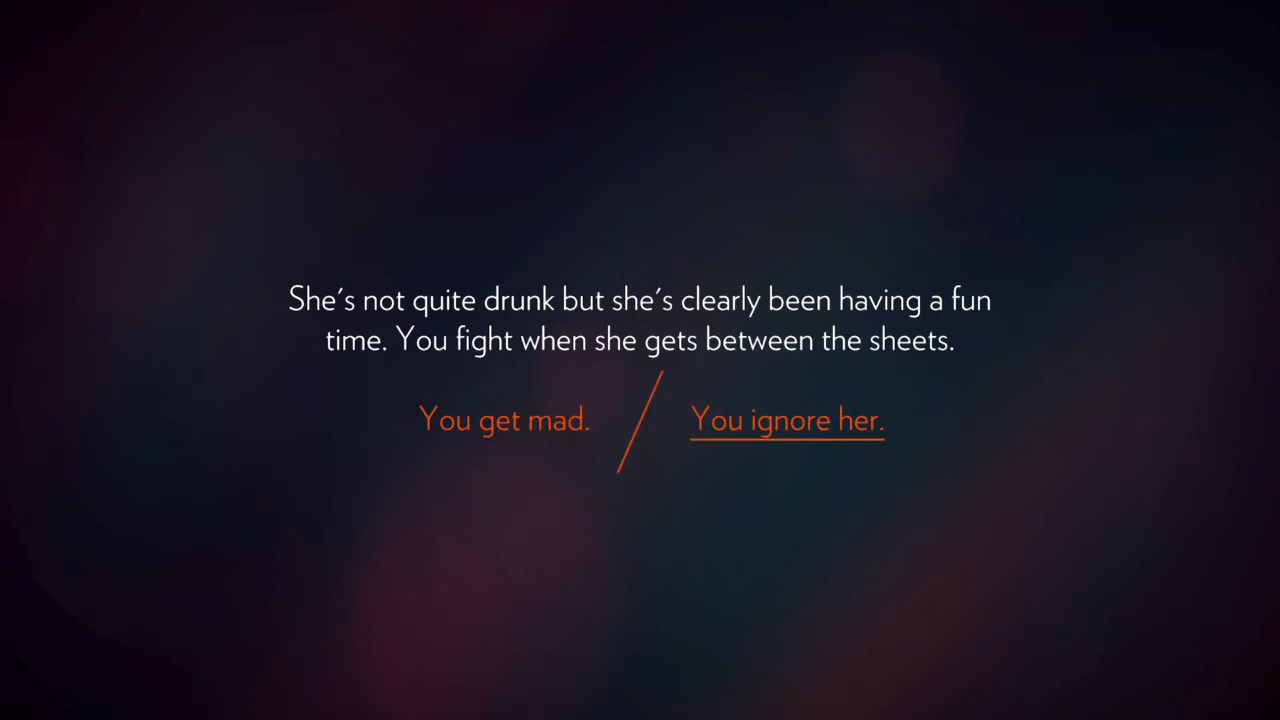 She's not quite drunk but she's clearly been having a fun
time. You fight when she gets between the sheets.
You get mad. / You ignore her.